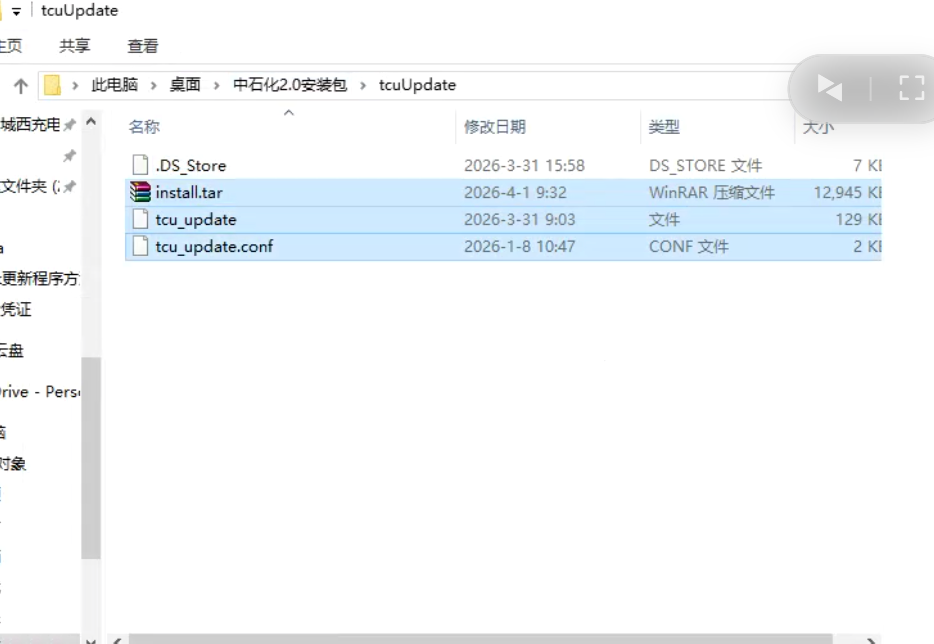 tcuUpdate
主页 共享 查看
此电脑 › 桌面 › 中石化2.0安装包 › tcuUpdate
城西充电
文件夹 (
更新程序方
凭证
云盘
rive - Pers
对象
名称 修改日期 类型 大小
.DS_Store 2026-3-31 15:58 DS_STORE 文件 7 KB
install.tar 2026-4-1 9:32 WinRAR 压缩文件 12,945 KB
tcu_update 2026-3-31 9:03 文件 129 KB
tcu_update.conf 2026-1-8 10:47 CONF 文件 2 KB